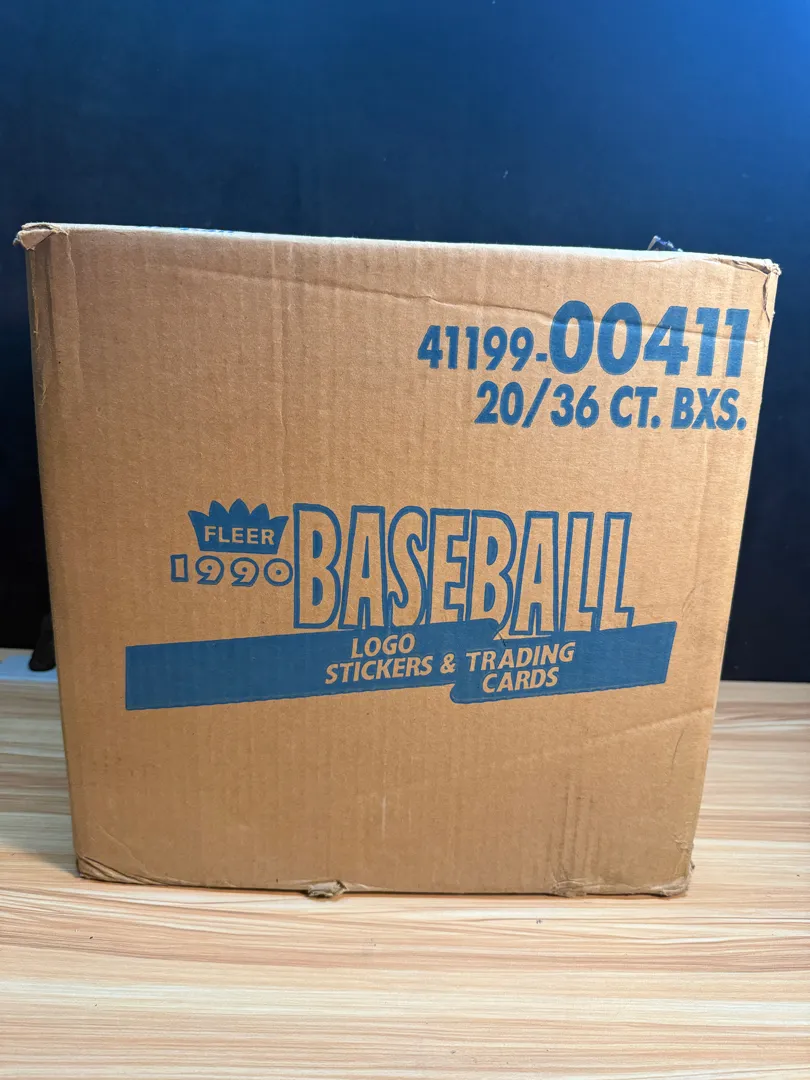 41199-00411
20/36 CT. BXS.
FLEER
1990 BASEBALL
LOGO
STICKERS & TRADING
CARDS